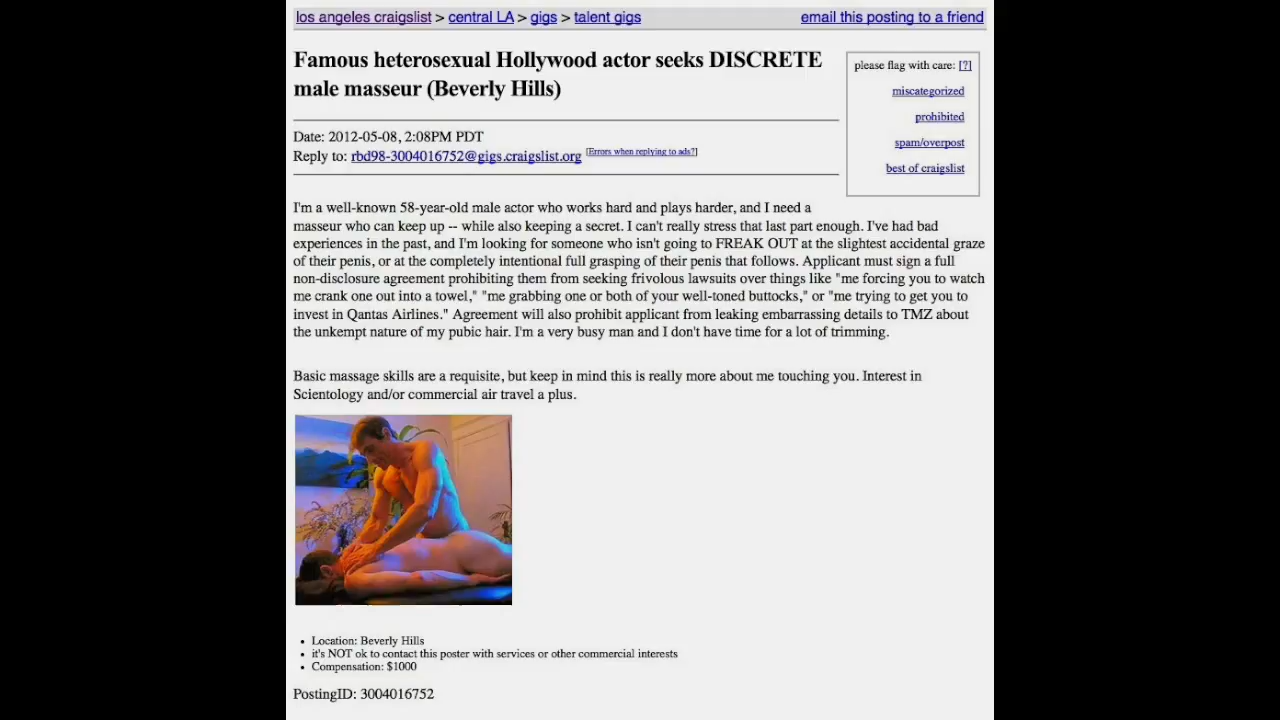 los angeles craigslist > central LA > gigs > talent gigs
email this posting to a friend
Famous heterosexual Hollywood actor seeks DISCRETE
male masseur (Beverly Hills)
please flag with care: [?]
miscategorized
prohibited
spam/overpost
best of craigslist
Date: 2012-05-08, 2:08PM PDT
Reply to: rbd98-3004016752@gigs.craigslist.org [Errors when replying to ads?]
I'm a well-known 58-year-old male actor who works hard and plays harder, and I need a
masseur who can keep up -- while also keeping a secret. I can't really stress that last part enough. I've had bad
experiences in the past, and I'm looking for someone who isn't going to FREAK OUT at the slightest accidental graze
of their penis, or at the completely intentional full grasping of their penis that follows. Applicant must sign a full
non-disclosure agreement prohibiting them from seeking frivolous lawsuits over things like "me forcing you to watch
me crank one out into a towel," "me grabbing one or both of your well-toned buttocks," or "me trying to get you to
invest in Qantas Airlines." Agreement will also prohibit applicant from leaking embarrassing details to TMZ about
the unkempt nature of my pubic hair. I'm a very busy man and I don't have time for a lot of trimming.
Basic massage skills are a requisite, but keep in mind this is really more about me touching you. Interest in
Scientology and/or commercial air travel a plus.
• Location: Beverly Hills
• it's NOT ok to contact this poster with services or other commercial interests
• Compensation: $1000
PostingID: 3004016752